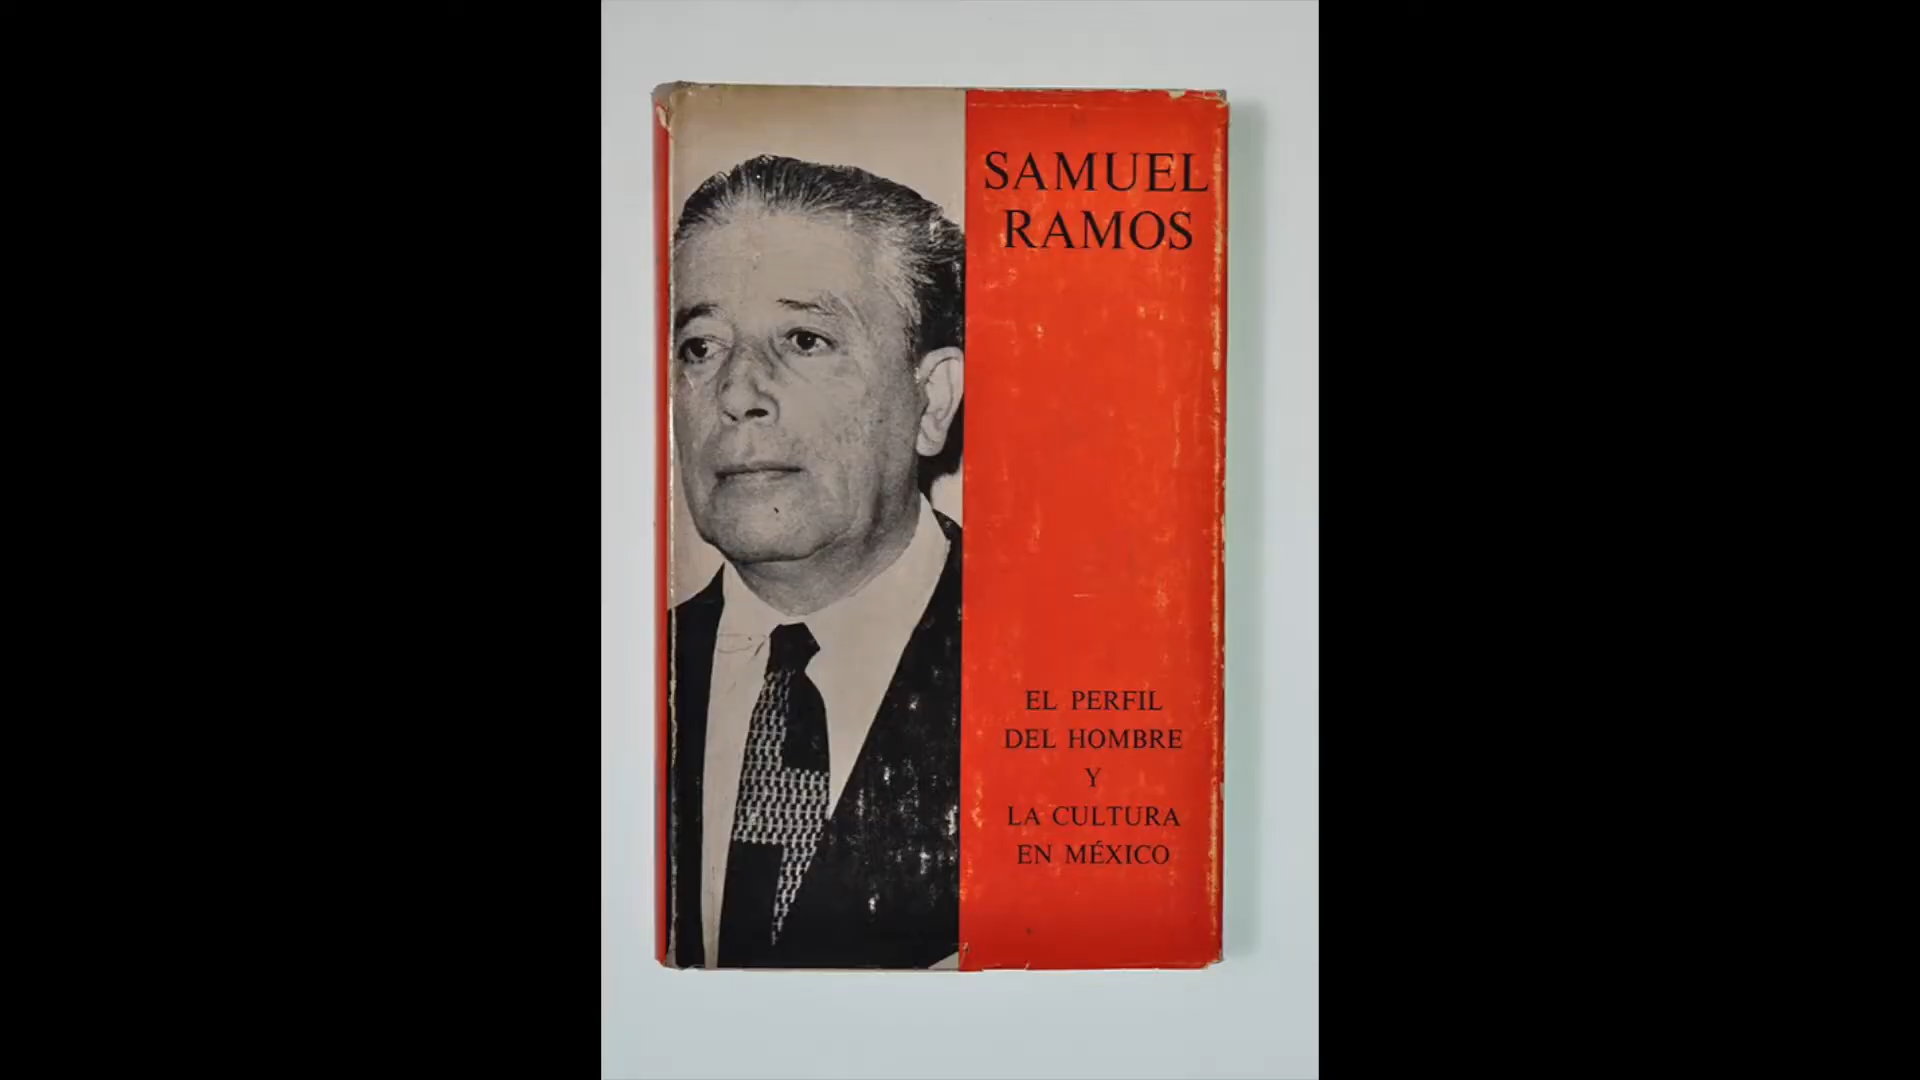 SAMUEL
RAMOS
EL PERFIL
DEL HOMBRE
Y
LA CULTURA
EN MÉXICO